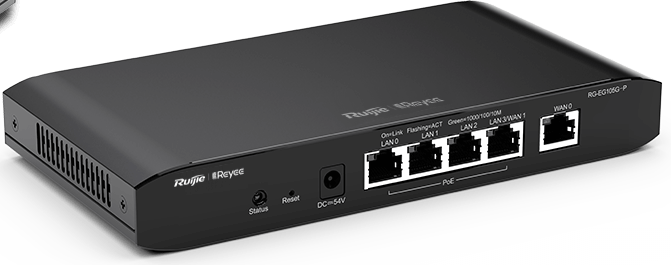 Ruijie Reyee
RG-EG105G-P
On=Link Flashing=ACT Green=1000/100/10M
LAN 0 LAN 1 LAN 2 LAN 3/WAN 1 WAN 0
PoE
Ruijie Reyee
Status Reset DC⎓54V